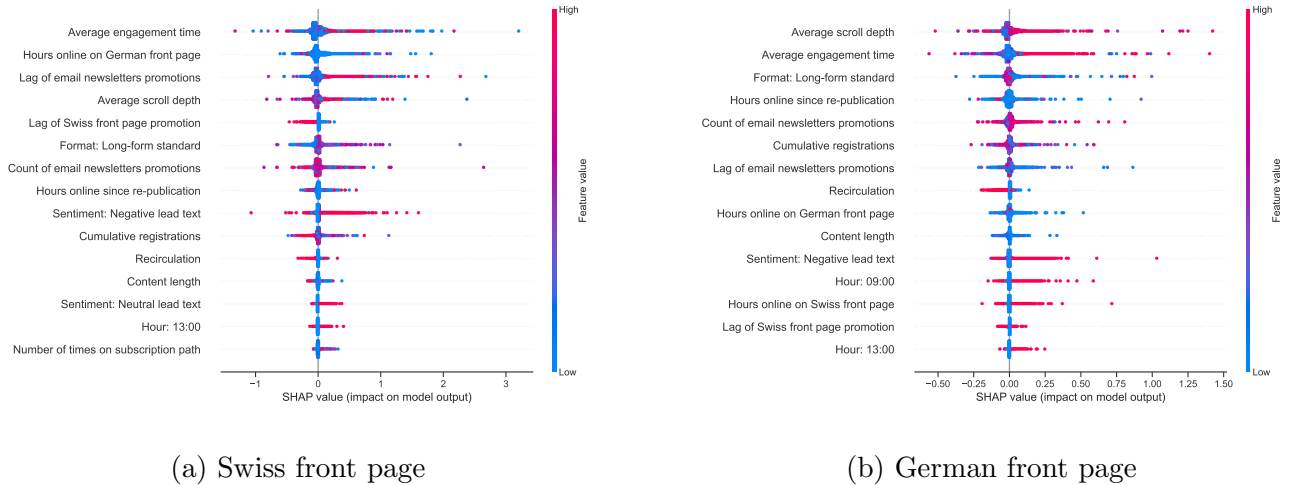 Average engagement time
Hours online on German front page
Lag of email newsletters promotions
Average scroll depth
Lag of Swiss front page promotion
Format: Long-form standard
Count of email newsletters promotions
Hours online since re-publication
Sentiment: Negative lead text
Cumulative registrations
Recirculation
Content length
Sentiment: Neutral lead text
Hour: 13:00
Number of times on subscription path
−1 0 1 2 3
SHAP value (impact on model output)
High
Feature value
Low
(a) Swiss front page
Average scroll depth
Average engagement time
Format: Long-form standard
Hours online since re-publication
Count of email newsletters promotions
Cumulative registrations
Lag of email newsletters promotions
Recirculation
Hours online on German front page
Content length
Sentiment: Negative lead text
Hour: 09:00
Hours online on Swiss front page
Lag of Swiss front page promotion
Hour: 13:00
−0.50 −0.25 0.00 0.25 0.50 0.75 1.00 1.25 1.50
SHAP value (impact on model output)
High
Feature value
Low
(b) German front page